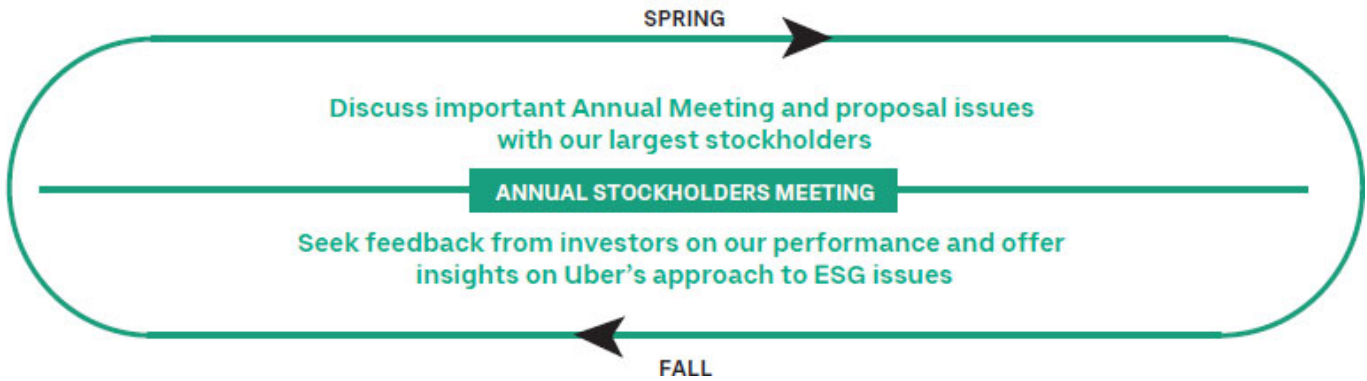 SPRING
Discuss important Annual Meeting and proposal issues
with our largest stockholders
ANNUAL STOCKHOLDERS MEETING
Seek feedback from investors on our performance and offer
insights on Uber’s approach to ESG issues
FALL